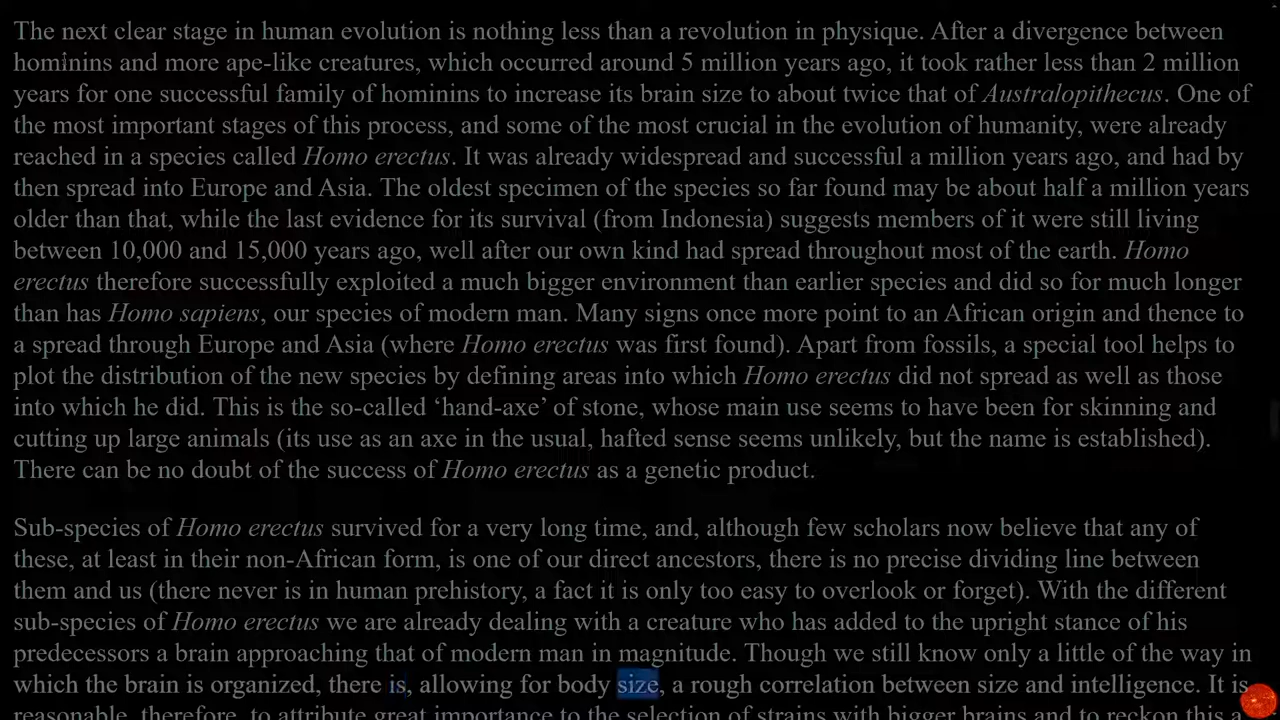 The next clear stage in human evolution is nothing less than a revolution in physique. After a divergence between
hominins and more ape-like creatures, which occurred around 5 million years ago, it took rather less than 2 million
years for one successful family of hominins to increase its brain size to about twice that of Australopithecus. One of
the most important stages of this process, and some of the most crucial in the evolution of humanity, were already
reached in a species called Homo erectus. It was already widespread and successful a million years ago, and had by
then spread into Europe and Asia. The oldest specimen of the species so far found may be about half a million years
older than that, while the last evidence for its survival (from Indonesia) suggests members of it were still living
between 10,000 and 15,000 years ago, well after our own kind had spread throughout most of the earth. Homo
erectus therefore successfully exploited a much bigger environment than earlier species and did so for much longer
than has Homo sapiens, our species of modern man. Many signs once more point to an African origin and thence to
a spread through Europe and Asia (where Homo erectus was first found). Apart from fossils, a special tool helps to
plot the distribution of the new species by defining areas into which Homo erectus did not spread as well as those
into which he did. This is the so-called ‘hand-axe’ of stone, whose main use seems to have been for skinning and
cutting up large animals (its use as an axe in the usual, hafted sense seems unlikely, but the name is established).
There can be no doubt of the success of Homo erectus as a genetic product.
Sub-species of Homo erectus survived for a very long time, and, although few scholars now believe that any of
these, at least in their non-African form, is one of our direct ancestors, there is no precise dividing line between
them and us (there never is in human prehistory, a fact it is only too easy to overlook or forget). With the different
sub-species of Homo erectus we are already dealing with a creature who has added to the upright stance of his
predecessors a brain approaching that of modern man in magnitude. Though we still know only a little of the way in
which the brain is organized, there is, allowing for body size, a rough correlation between size and intelligence. It is
reasonable, therefore, to attribute great importance to the selection of strains with bigger brains and to reckon this